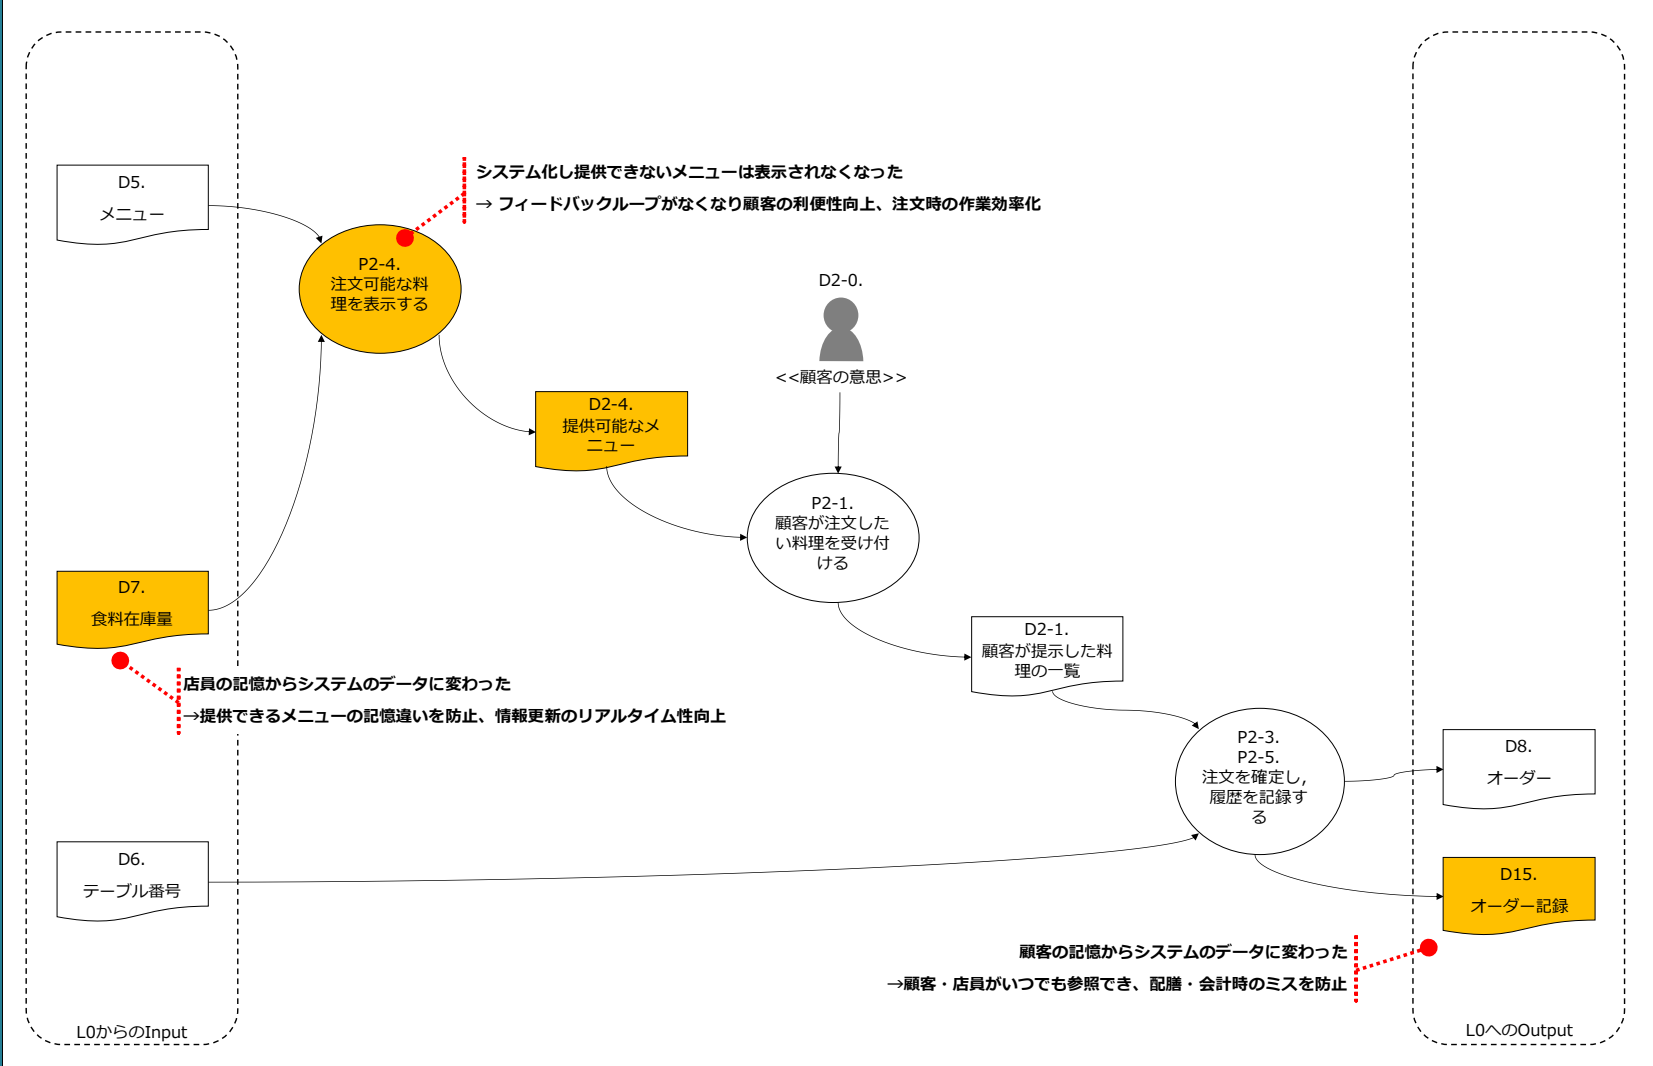 システム化し提供できないメニューは表示されなくなった
→ フィードバックループがなくなり顧客の利便性向上、注文時の作業効率化
D5.
メニュー
P2-4.
注文可能な料
理を表示する
D2-0.
<<顧客の意思>>
D2-4.
提供可能なメ
ニュー
P2-1.
顧客が注文した
い料理を受け付
ける
D7.
食料在庫量
店員の記憶からシステムのデータに変わった
→提供できるメニューの記憶違いを防止、情報更新のリアルタイム性向上
D2-1.
顧客が提示した料
理の一覧
P2-3.
P2-5.
注文を確定し,
履歴を記録す
る
D8.
オーダー
D6.
テーブル番号
D15.
オーダー記録
顧客の記憶からシステムのデータに変わった
→顧客・店員がいつでも参照でき、配膳・会計時のミスを防止
L0からのInput
L0へのOutput